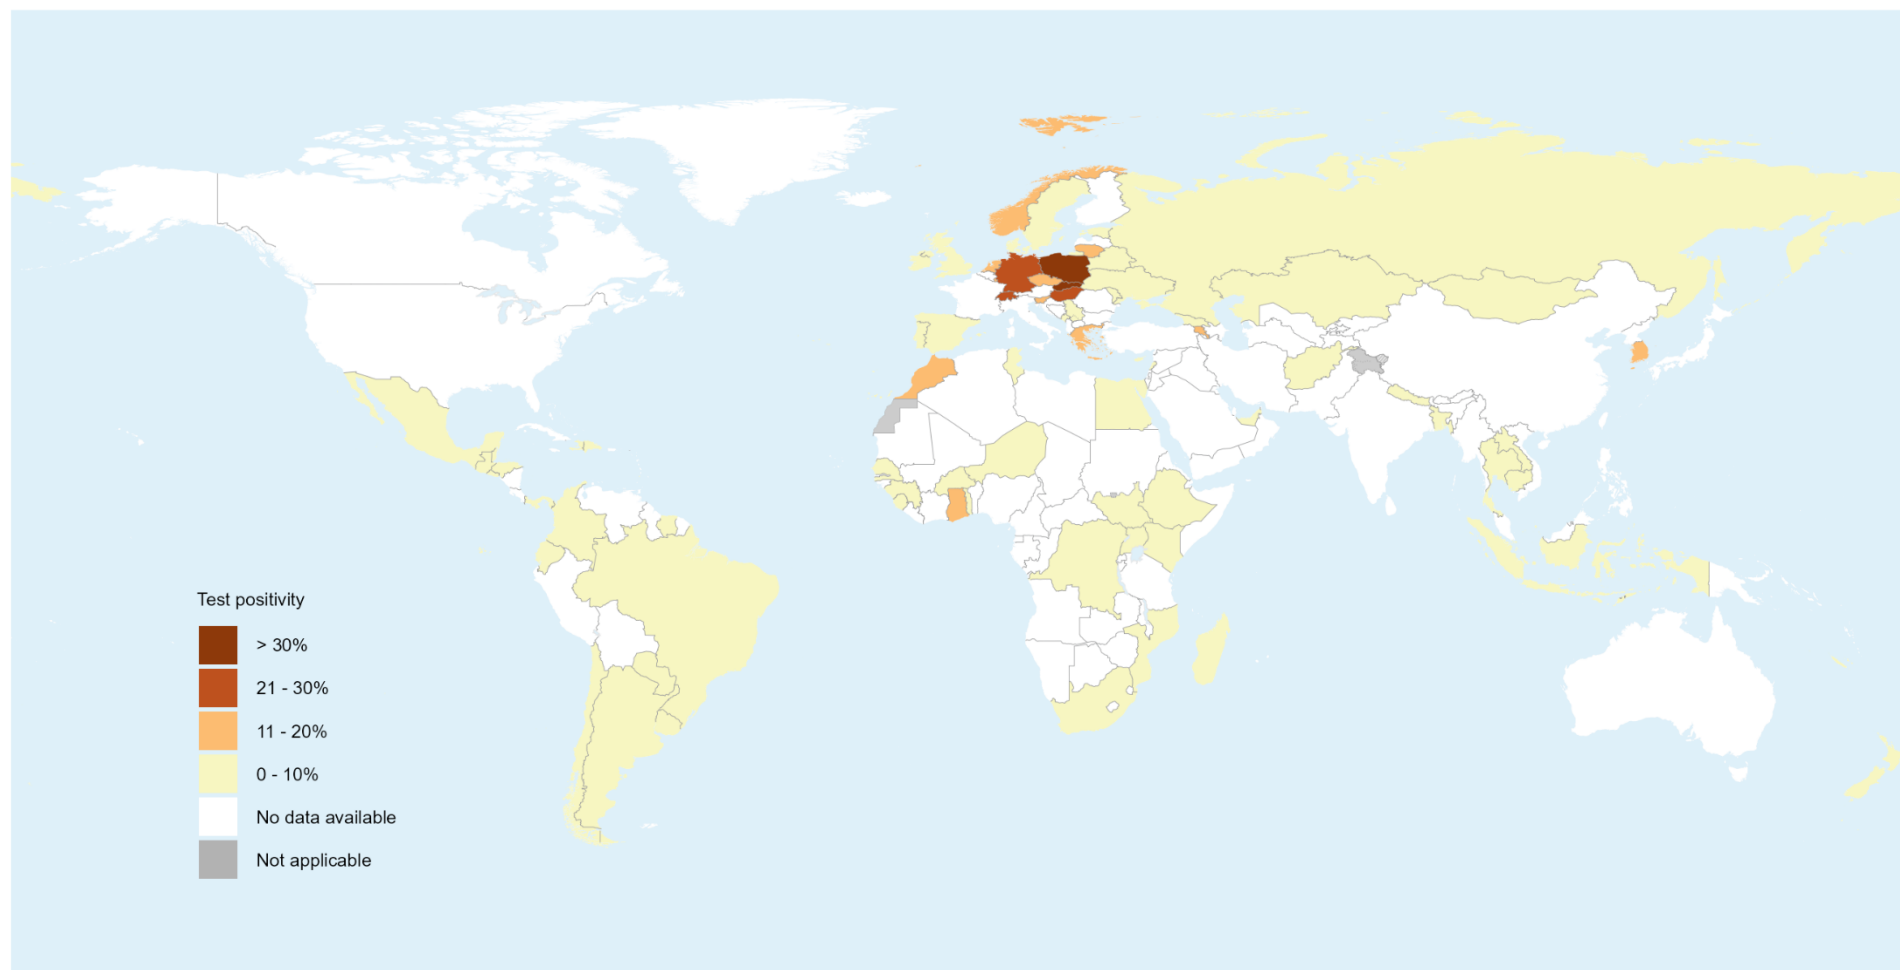 Test positivity
> 30%
21 - 30%
11 - 20%
0 - 10%
No data available
Not applicable